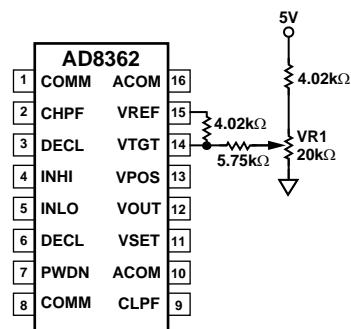 5V
4.02kΩ
VR1
20kΩ
4.02kΩ
5.75kΩ
AD8362
1 COMM ACOM 16
2 CHPF VREF 15
3 DECL VTGT 14
4 INHI VPOS 13
5 INLO VOUT 12
6 DECL VSET 11
7 PWDN ACOM 10
8 COMM CLPF 9